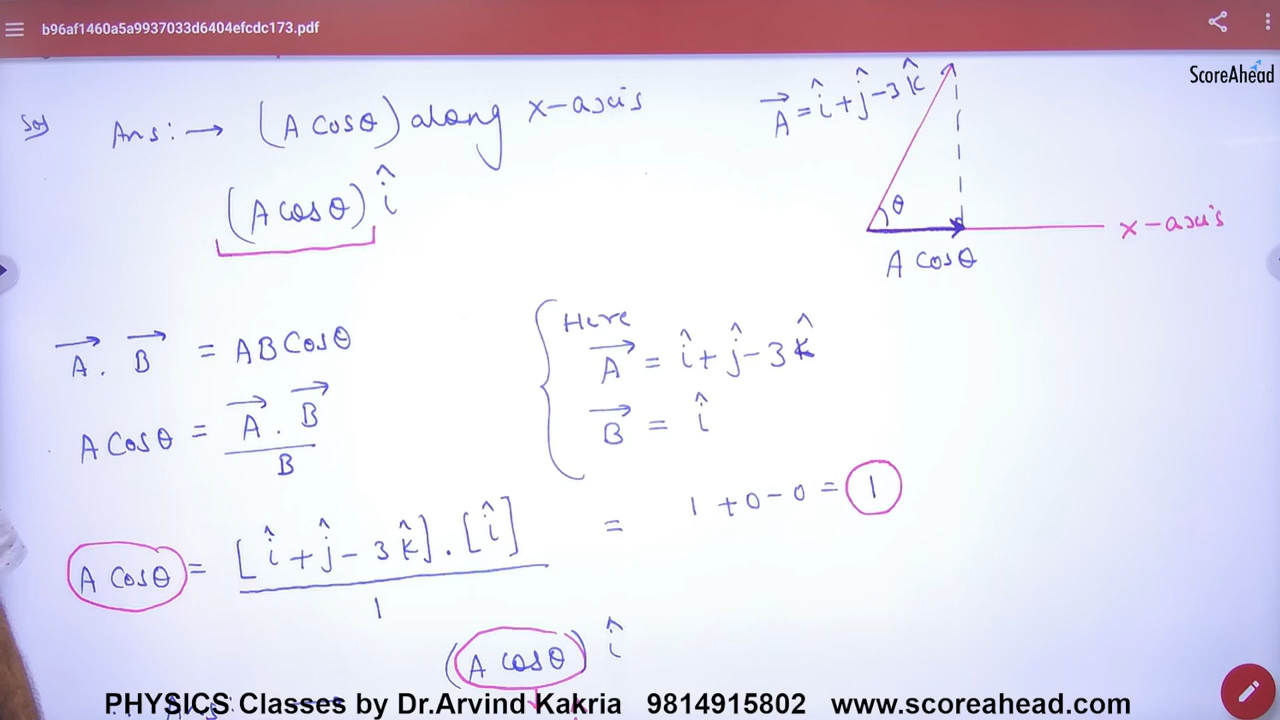 b96af1460a5a9937033d6404efcdc173.pdf
ScoreAhead
Sol Ans:→ (A cosθ) along x-axis
(A cosθ) î
A⃗ = î + ĵ - 3k̂
θ
x-axis
A cosθ
A⃗ . B⃗ = AB Cosθ
A Cosθ = A⃗ . B⃗ / B
Here
A⃗ = î + ĵ - 3k̂
B⃗ = î
A Cosθ = [î + ĵ - 3k̂] . [î] / 1 = 1 + 0 - 0 = 1
(A cosθ) î
PHYSICS Classes by Dr.Arvind Kakria 9814915802 www.scoreahead.com